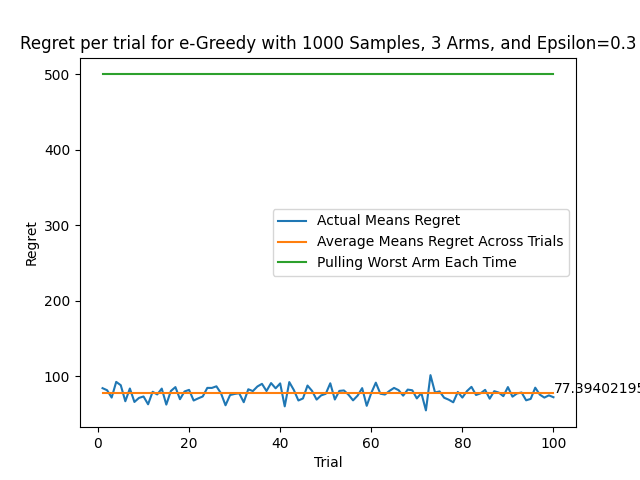 Regret per trial for e-Greedy with 1000 Samples, 3 Arms, and Epsilon=0.3
500
400
300
200
100
Regret
Actual Means Regret
Average Means Regret Across Trials
Pulling Worst Arm Each Time
77.39402195
0
20
40
60
80
100
Trial